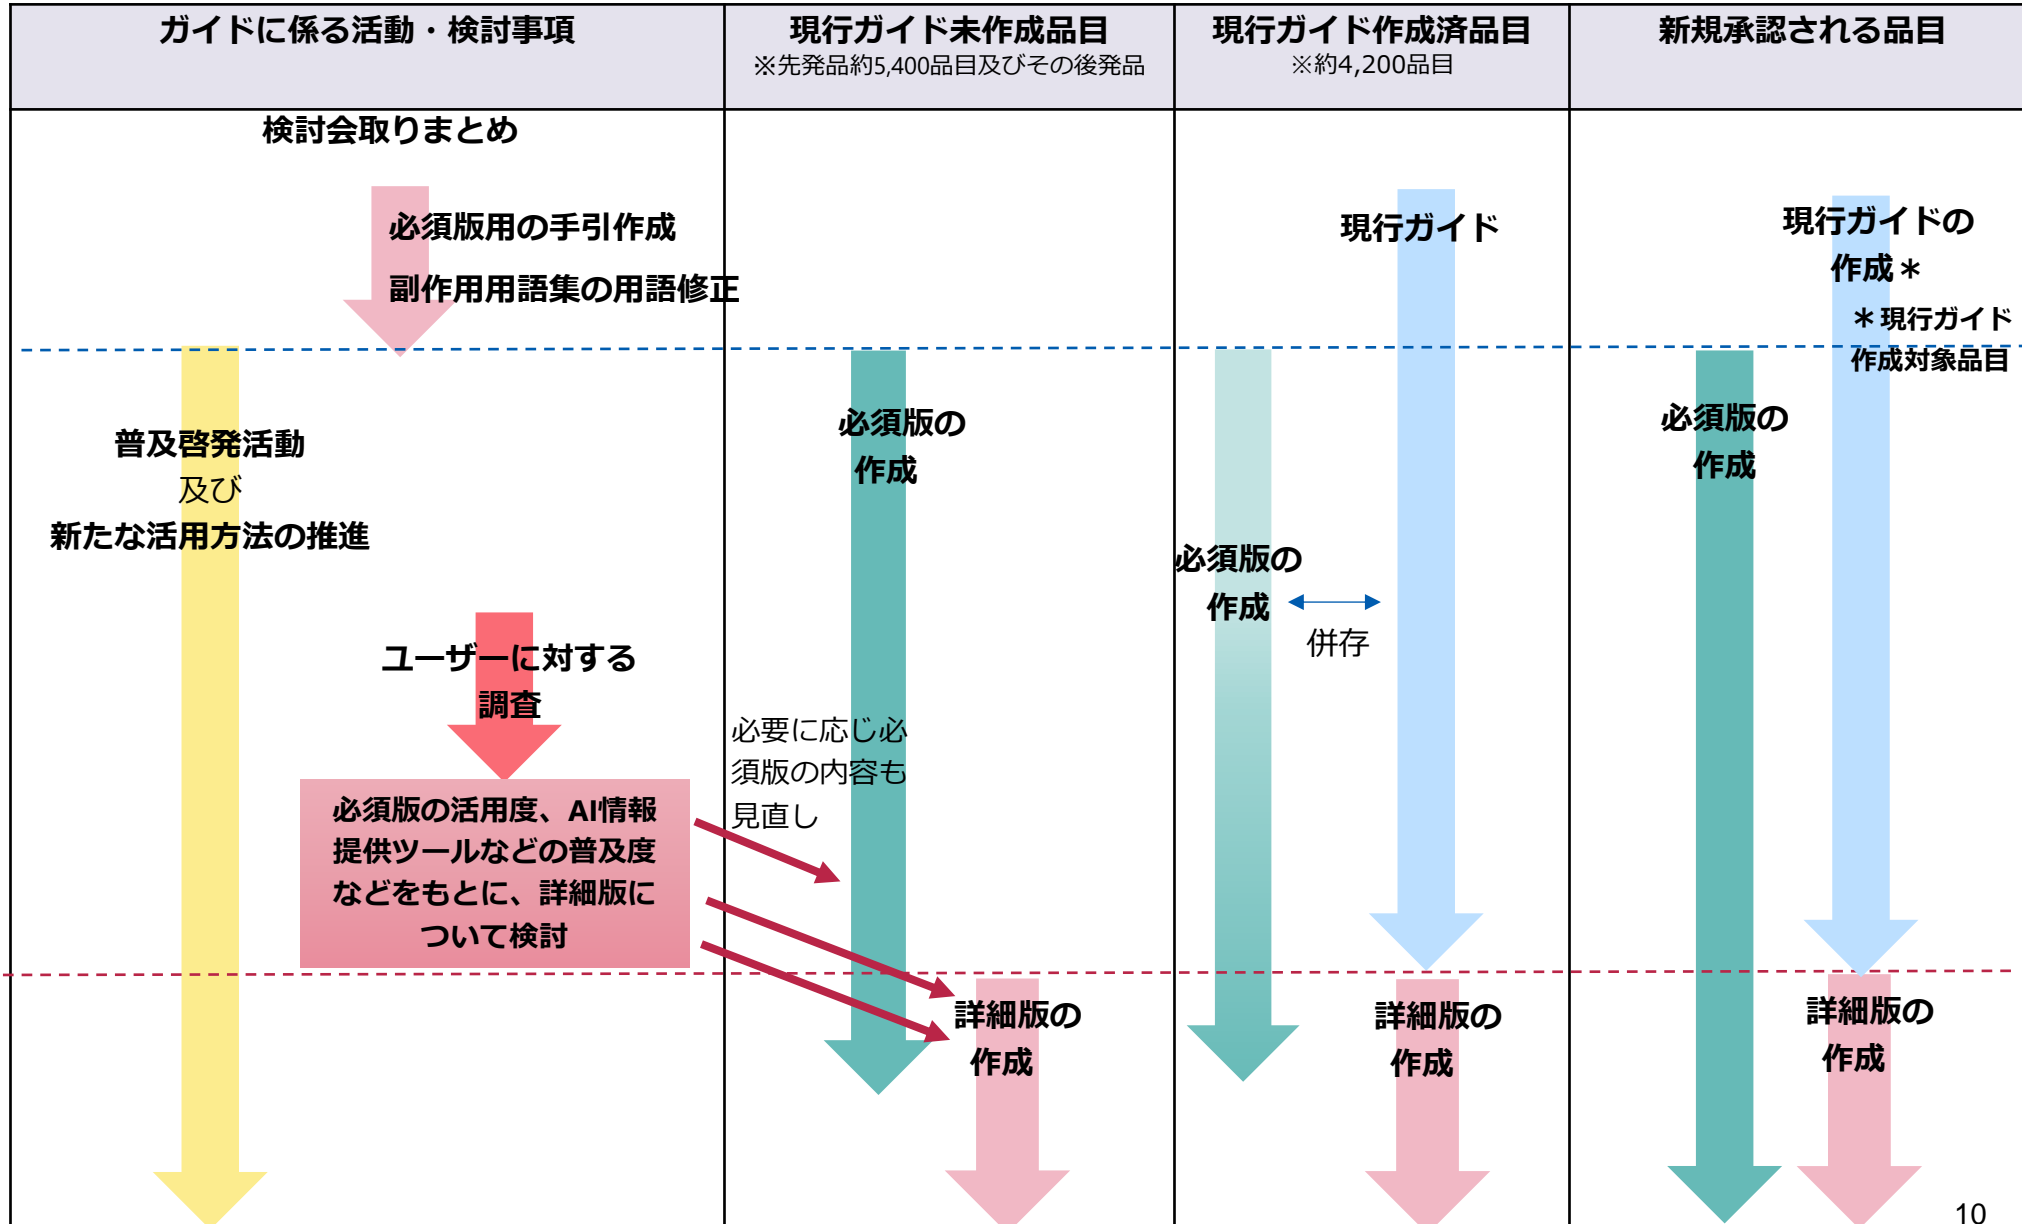 ガイドに係る活動・検討事項
現行ガイド未作成品目
※先発品約5,400品目及びその後発品
現行ガイド作成済品目
※約4,200品目
新規承認される品目
検討会取りまとめ
必須版用の手引作成
副作用用語集の用語修正
普及啓発活動
及び
新たな活用方法の推進
ユーザーに対する
調査
必須版の活用度、AI情報
提供ツールなどの普及度
などをもとに、詳細版に
ついて検討
必須版の
作成
必要に応じ必
須版の内容も
見直し
詳細版の
作成
現行ガイド
必須版の
作成
併存
詳細版の
作成
現行ガイドの
作成＊
＊現行ガイド
作成対象品目
必須版の
作成
詳細版の
作成
10